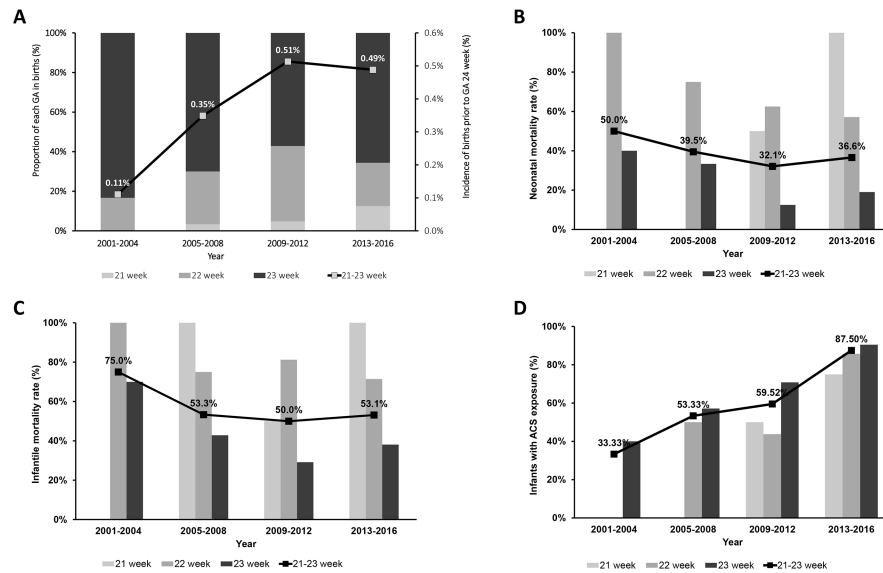 A
Proportion of each GA in births (%)
100%
80%
60%
40%
20%
0%
0.11%
0.35%
0.51%
0.49%
0.6%
0.5%
0.4%
0.3%
0.2%
0.1%
0.0%
Incidence of births prior to GA 24 week (%)
2001-2004 2005-2008 2009-2012 2013-2016
Year
21 week 22 week 23 week 21-23 week
B
Neonatal mortality rate (%)
100%
80%
60%
40%
20%
0%
50.0%
39.5%
32.1%
36.6%
2001-2004 2005-2008 2009-2012 2013-2016
Year
21 week 22 week 23 week 21-23 week
C
Infantile mortality rate (%)
100%
80%
60%
40%
20%
0%
75.0%
53.3%
50.0%
53.1%
2001-2004 2005-2008 2009-2012 2013-2016
Year
21 week 22 week 23 week 21-23 week
D
Infants with ACS exposure (%)
100%
80%
60%
40%
20%
0%
33.33%
53.33%
59.52%
87.50%
2001-2004 2005-2008 2009-2012 2013-2016
Year
21 week 22 week 23 week 21-23 week